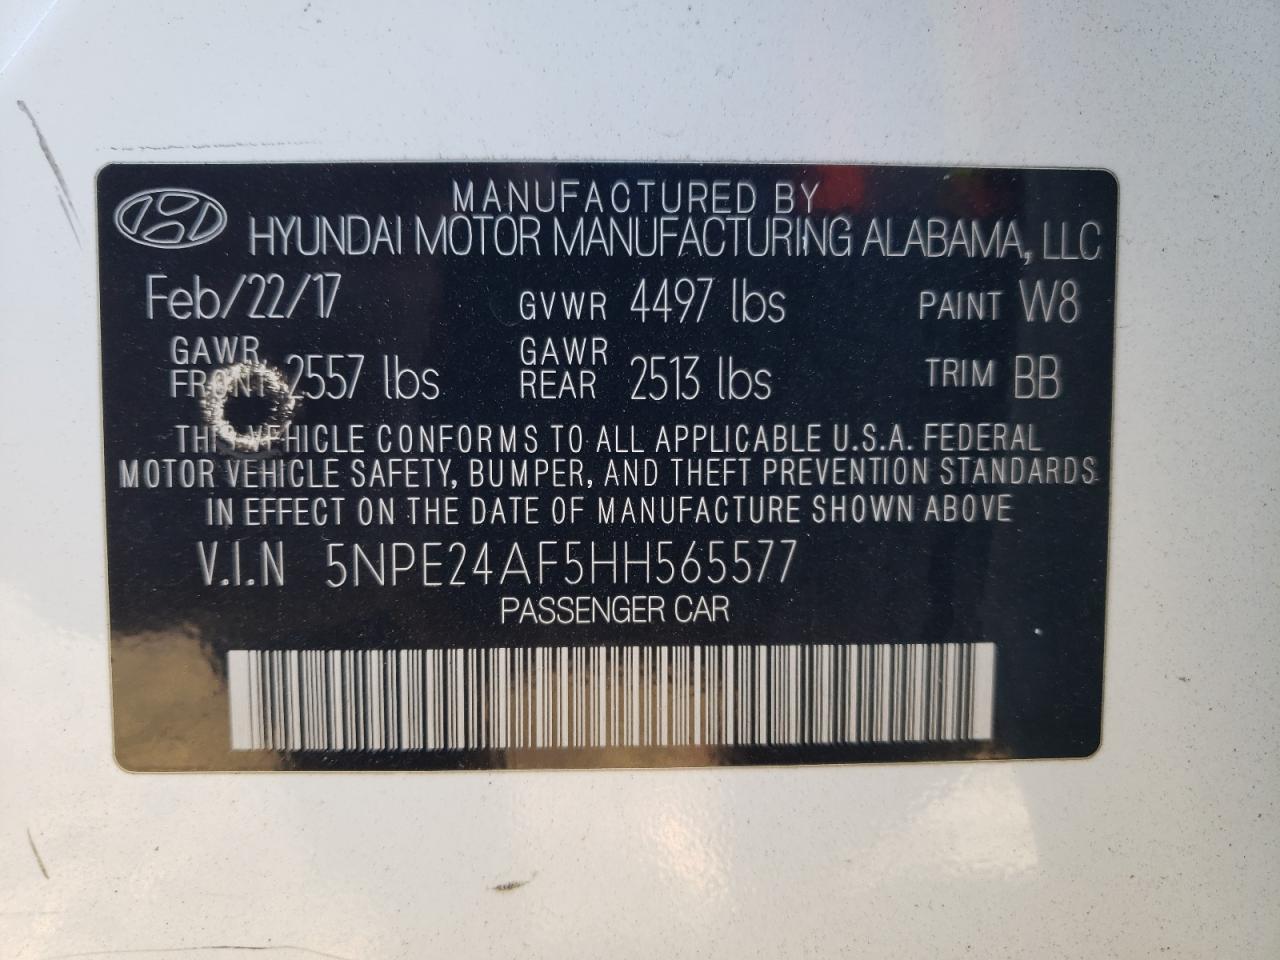 MANUFACTURED BY
HYUNDAI MOTOR MANUFACTURING ALABAMA, LLC
Feb/22/17 GVWR 4497 lbs PAINT W8
GAWR FRONT 2557 lbs GAWR REAR 2513 lbs TRIM BB
THIS VEHICLE CONFORMS TO ALL APPLICABLE U.S.A. FEDERAL
MOTOR VEHICLE SAFETY, BUMPER, AND THEFT PREVENTION STANDARDS
IN EFFECT ON THE DATE OF MANUFACTURE SHOWN ABOVE
V.I.N 5NPE24AF5HH565577
PASSENGER CAR